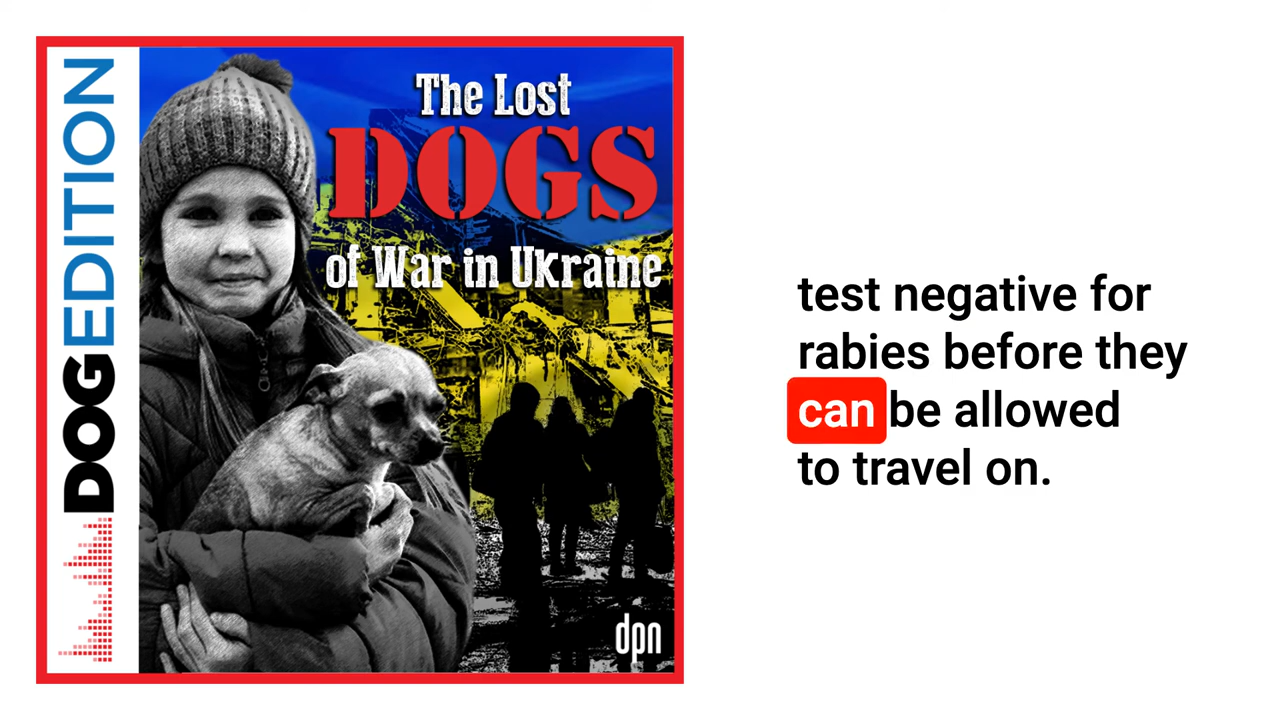 DOGEDITION
The Lost
DOGS
of War in Ukraine
dpn
test negative for
rabies before they
can be allowed
to travel on.